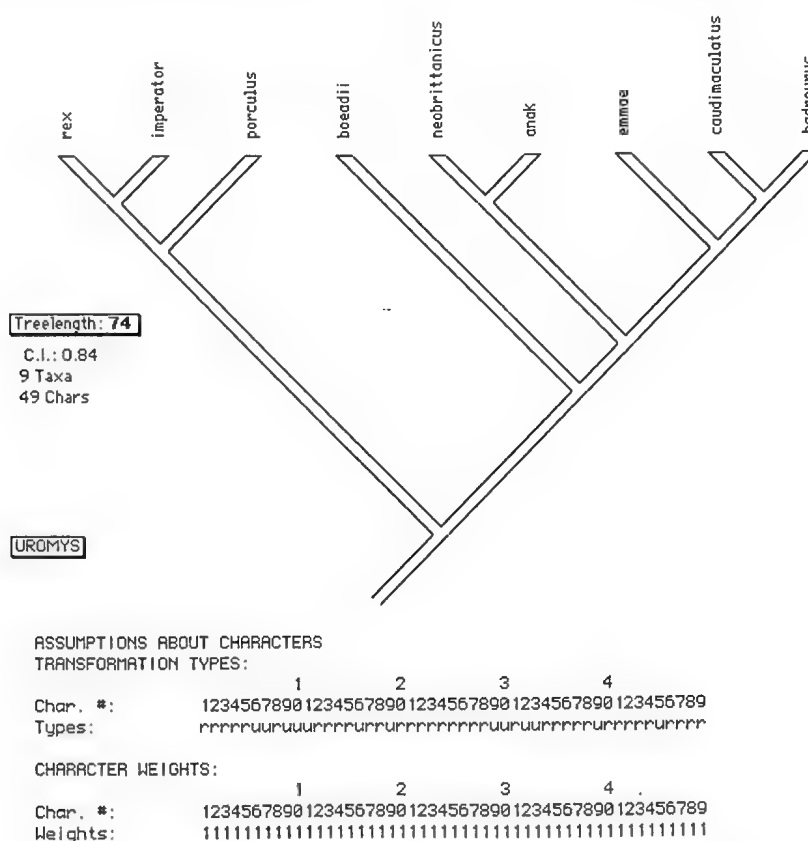 rex
imperator
porculus
boeadii
neobrittanicus
anak
emmae
caudimaculatus
Treelength: 74
C.I.: 0.84
9 Taxa
49 Chars
UROMYS
ASSUMPTIONS ABOUT CHARACTERS
TRANSFORMATION TYPES:
1 2 3 4
Char. #: 1234567890123456789012345678901234567890123456789
Types: rrrrruuruuurrrrurrurrrrrrrrruuruurrrrrurrrrrurrrr
CHARACTER WEIGHTS:
1 2 3 4
Char. #: 1234567890123456789012345678901234567890123456789
Weights: 1111111111111111111111111111111111111111111111111